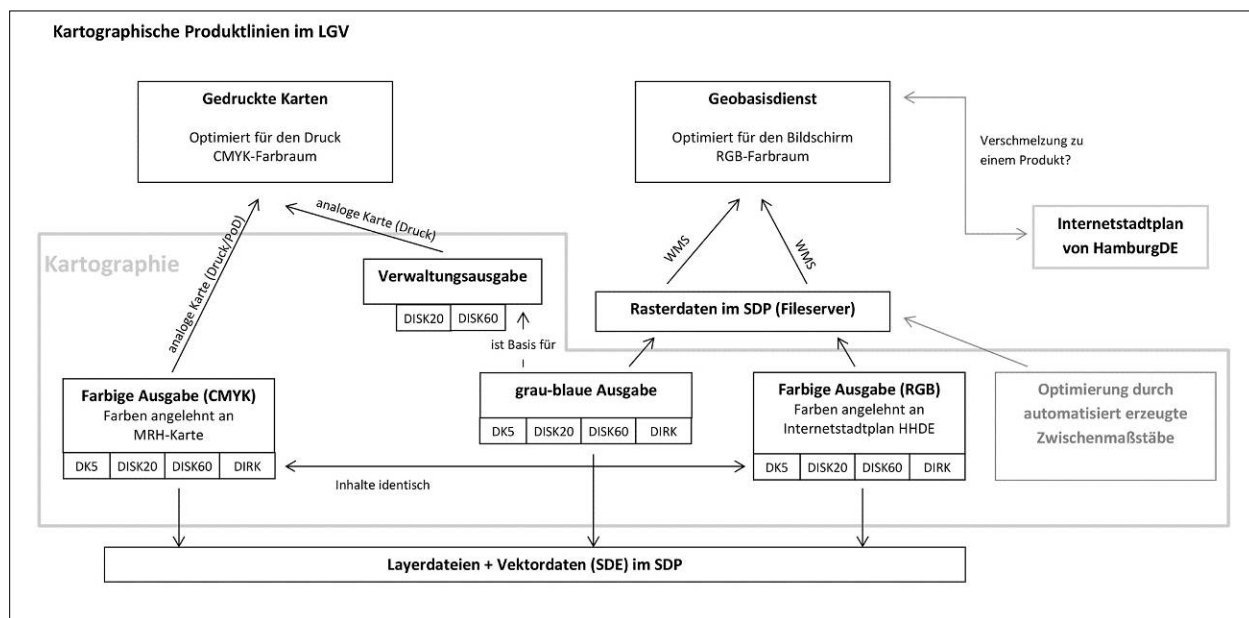 Kartographische Produktlinien im LGV
Gedruckte Karten
Optimiert für den Druck
CMYK-Farbraum
Geobasisdienst
Optimiert für den Bildschirm
RGB-Farbraum
Verschmelzung zu
einem Produkt?
Internetstadtplan
von HamburgDE
analoge Karte (Druck/PoD)
analoge Karte (Druck)
WMS
WMS
Kartographie
Verwaltungsausgabe
DISK20 DISK60
ist Basis für
Rasterdaten im SDP (Fileserver)
Farbige Ausgabe (CMYK)
Farben angelehnt an
MRH-Karte
DK5 DISK20 DISK60 DIRK
grau-blaue Ausgabe
DK5 DISK20 DISK60 DIRK
Farbige Ausgabe (RGB)
Farben angelehnt an
Internetstadtplan HHDE
DK5 DISK20 DISK60 DIRK
Optimierung durch
automatisiert erzeugte
Zwischenmaßstäbe
Inhalte identisch
Layerdateien + Vektordaten (SDE) im SDP